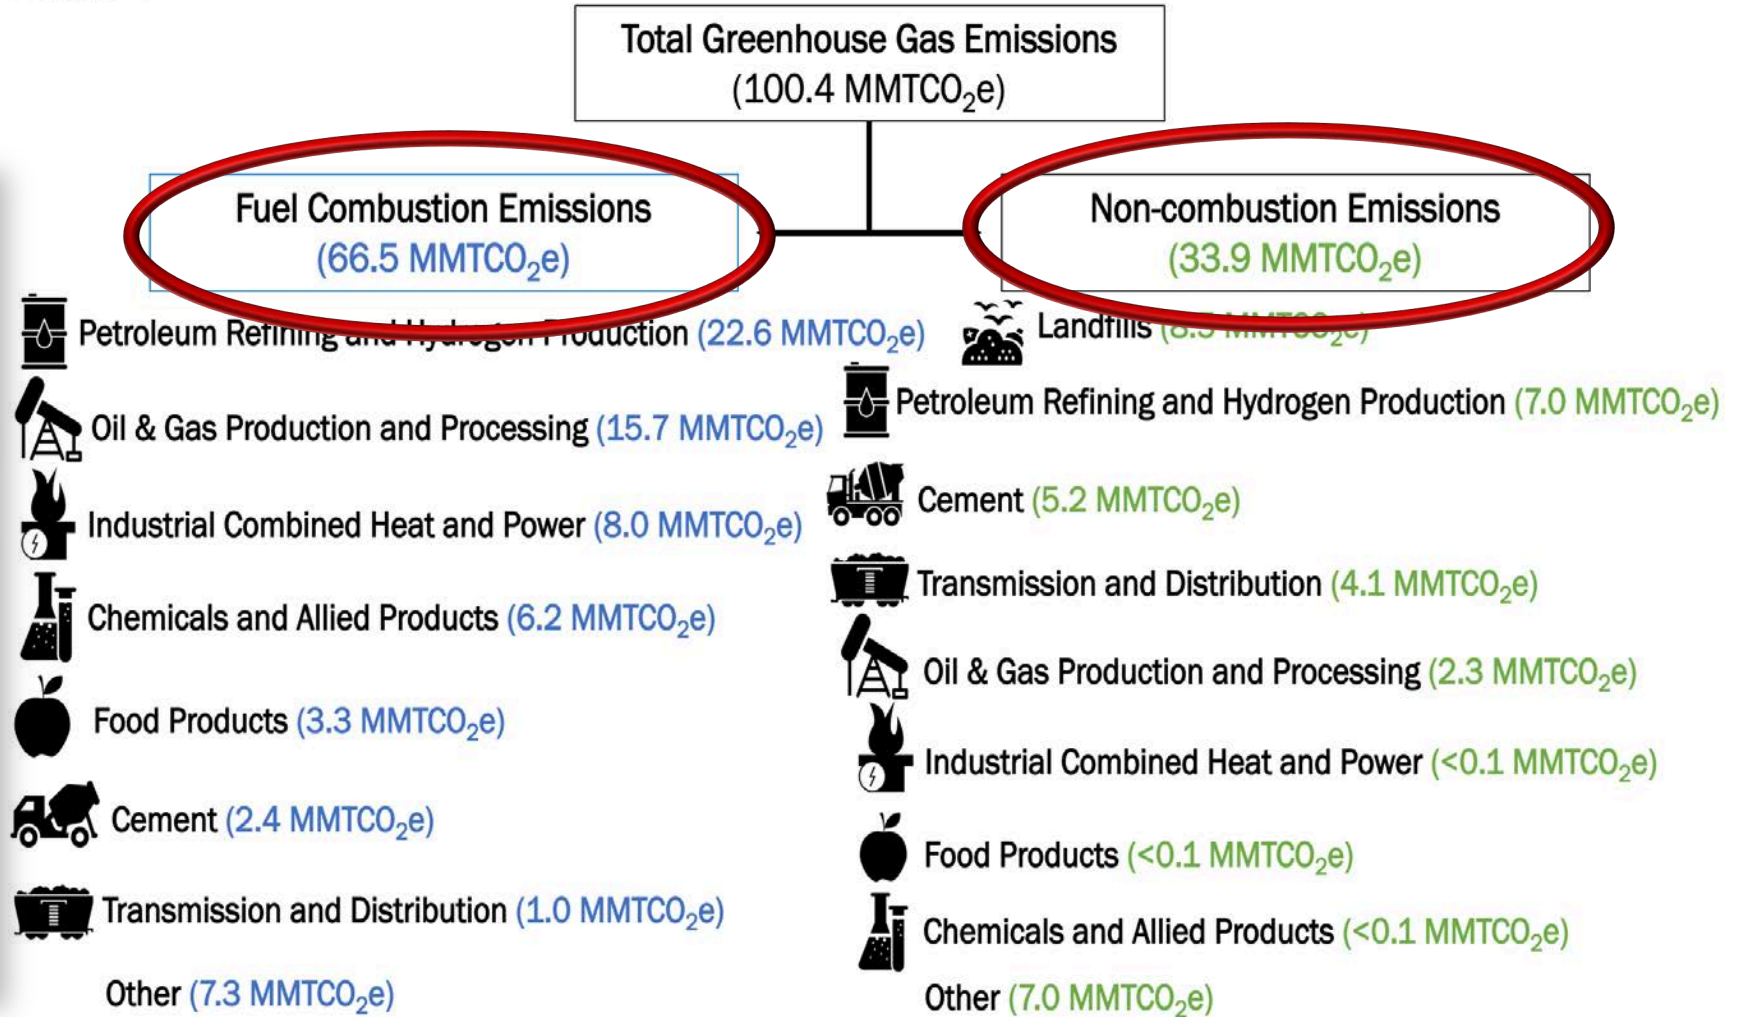 Total Greenhouse Gas Emissions
(100.4 MMTCO₂e)
Fuel Combustion Emissions
(66.5 MMTCO₂e)
Petroleum Refining and Hydrogen Production (22.6 MMTCO₂e)
Oil & Gas Production and Processing (15.7 MMTCO₂e)
Industrial Combined Heat and Power (8.0 MMTCO₂e)
Chemicals and Allied Products (6.2 MMTCO₂e)
Food Products (3.3 MMTCO₂e)
Cement (2.4 MMTCO₂e)
Transmission and Distribution (1.0 MMTCO₂e)
Other (7.3 MMTCO₂e)
Non-combustion Emissions
(33.9 MMTCO₂e)
Landfills MMTCO₂e)
Petroleum Refining and Hydrogen Production (7.0 MMTCO₂e)
Cement (5.2 MMTCO₂e)
Transmission and Distribution (4.1 MMTCO₂e)
Oil & Gas Production and Processing (2.3 MMTCO₂e)
Industrial Combined Heat and Power (<0.1 MMTCO₂e)
Food Products (<0.1 MMTCO₂e)
Chemicals and Allied Products (<0.1 MMTCO₂e)
Other (7.0 MMTCO₂e)